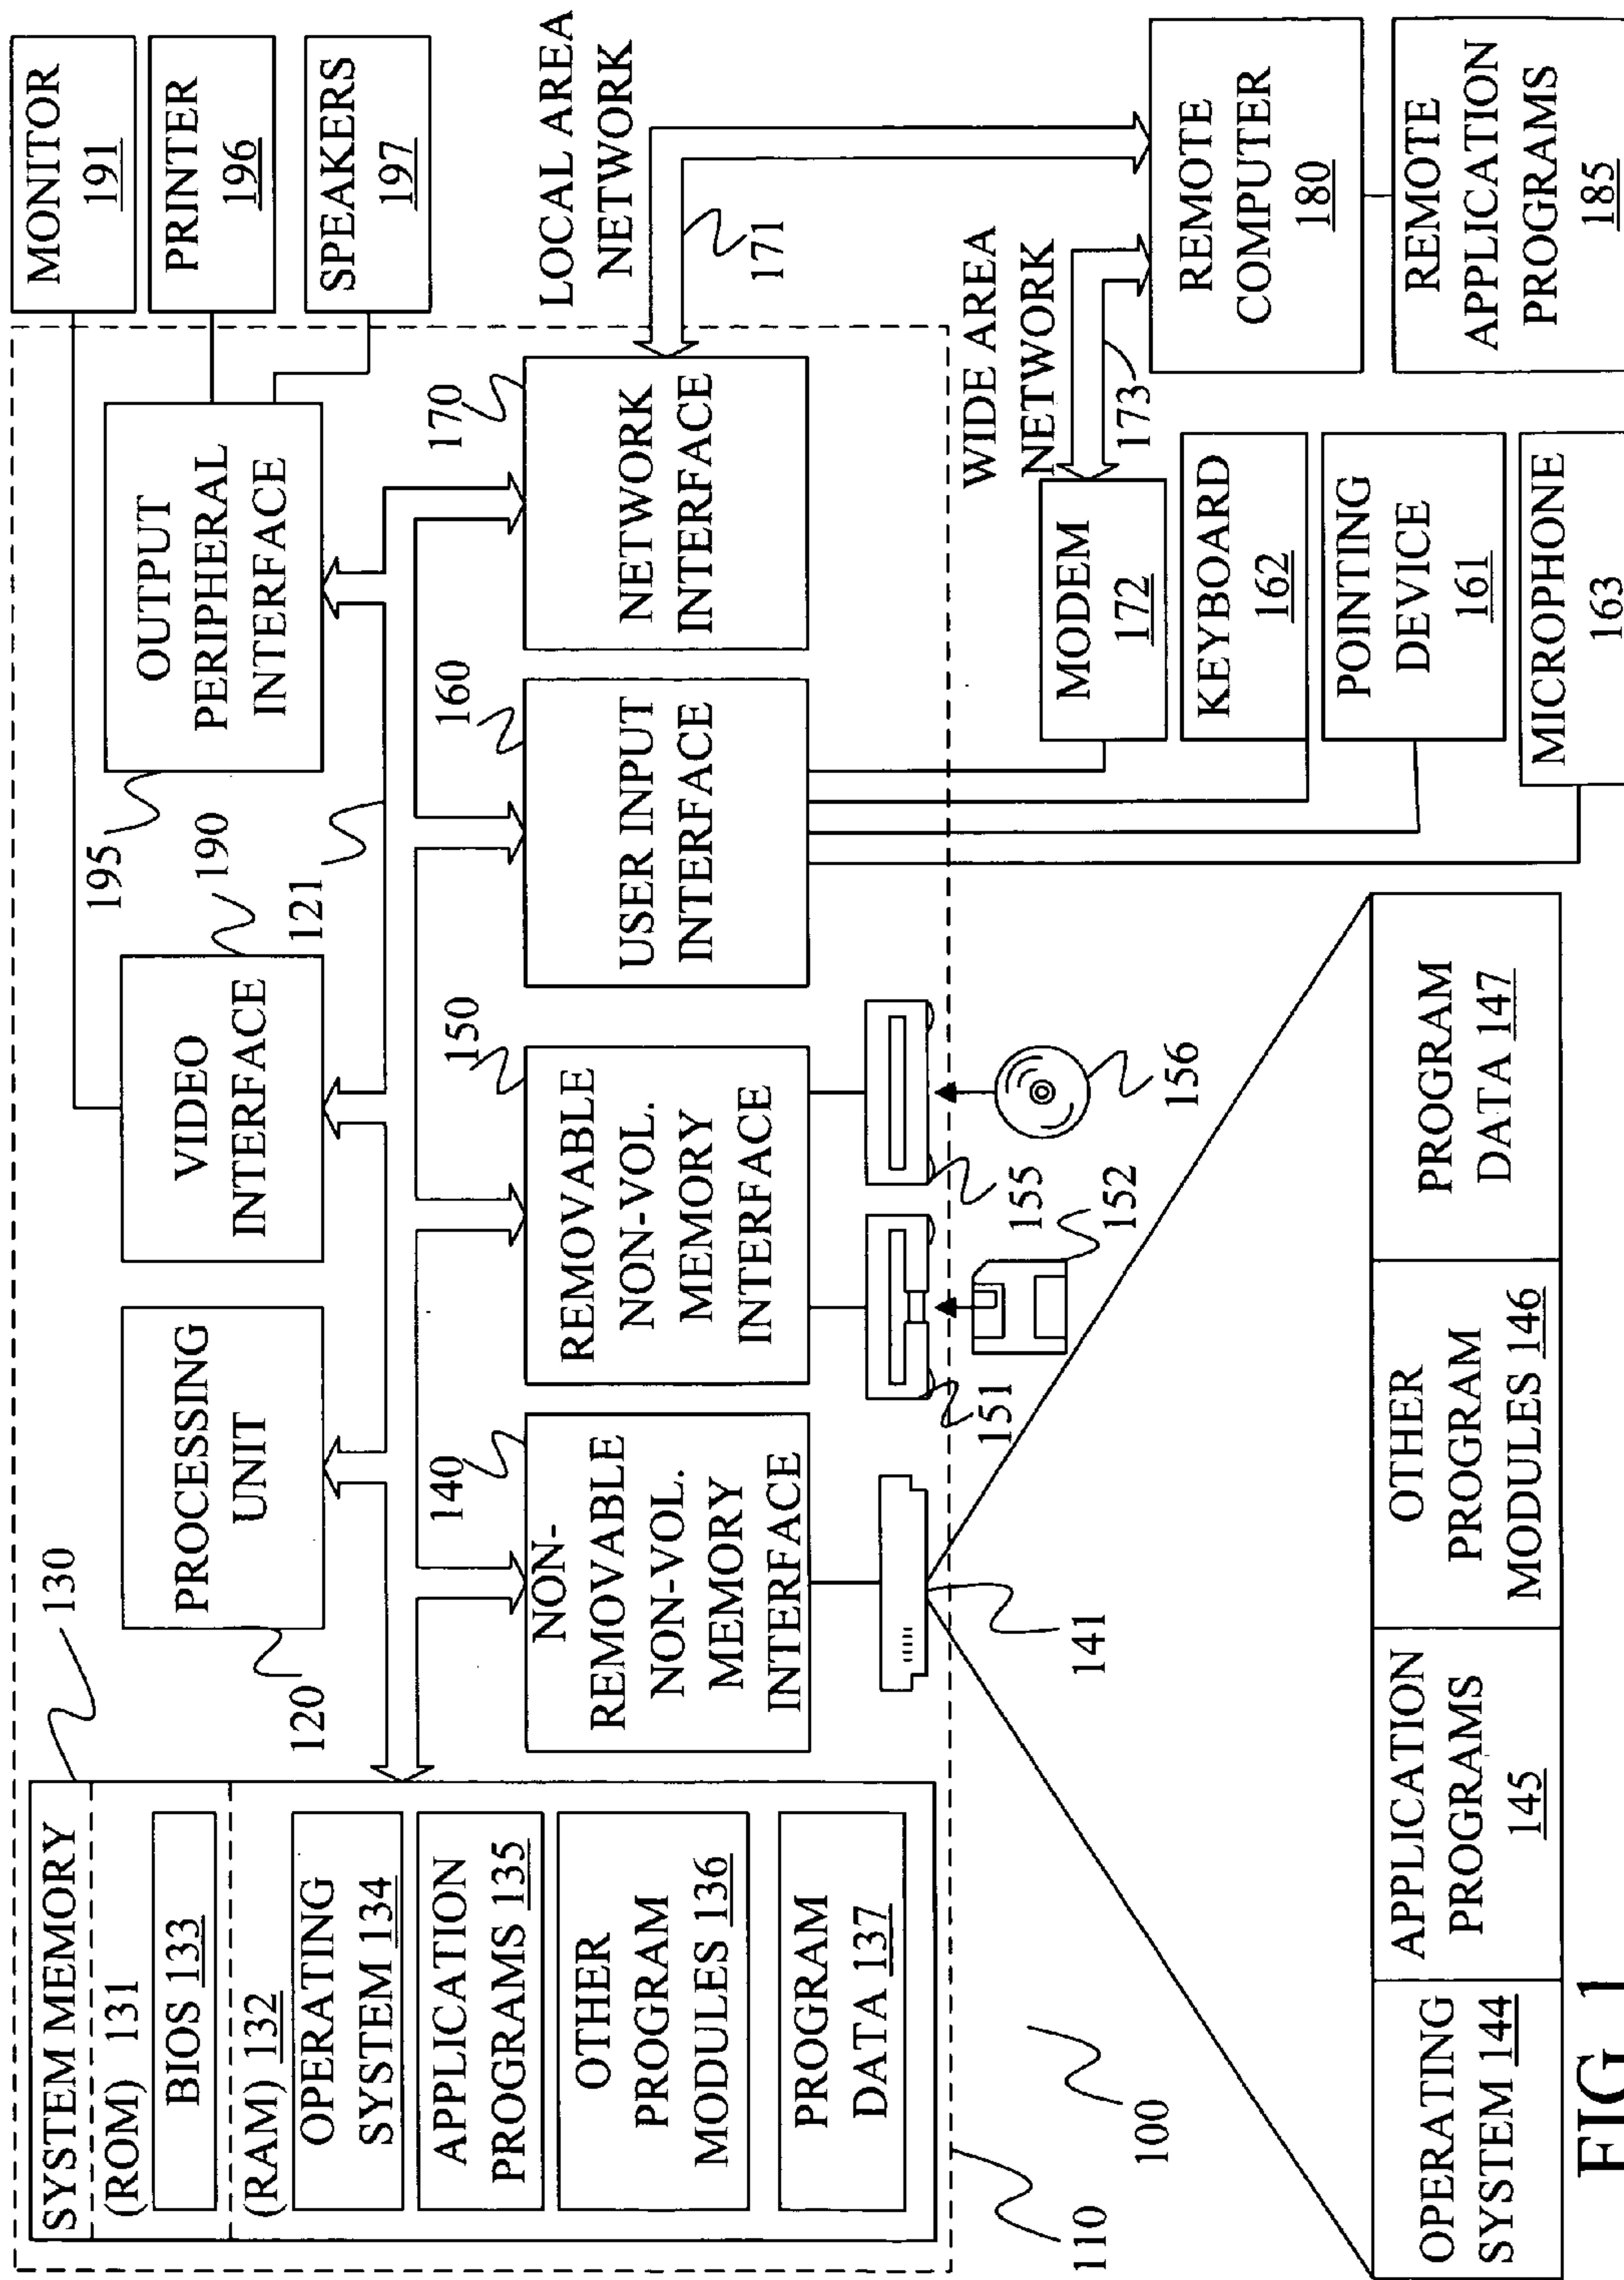 SYSTEM MEMORY
(ROM) 131
BIOS 133
(RAM) 132
OPERATING
SYSTEM 134
APPLICATION
PROGRAMS 135
OTHER
PROGRAM
MODULES 136
PROGRAM
DATA 137
130
PROCESSING
UNIT
120
VIDEO
INTERFACE
190
121
195
OUTPUT
PERIPHERAL
INTERFACE
MONITOR
191
PRINTER
196
SPEAKERS
197
140
NON-
REMOVABLE
NON-VOL.
MEMORY
INTERFACE
150
REMOVABLE
NON-VOL.
MEMORY
INTERFACE
160
USER INPUT
INTERFACE
170
NETWORK
INTERFACE
LOCAL AREA
NETWORK
171
WIDE AREA
NETWORK
173
141
151
152
155
156
MODEM
172
KEYBOARD
162
POINTING
DEVICE
161
MICROPHONE
163
REMOTE
COMPUTER
180
REMOTE
APPLICATION
PROGRAMS
185
110
100
OPERATING
SYSTEM 144
APPLICATION
PROGRAMS
145
OTHER
PROGRAM
MODULES 146
PROGRAM
DATA 147
FIG. 1